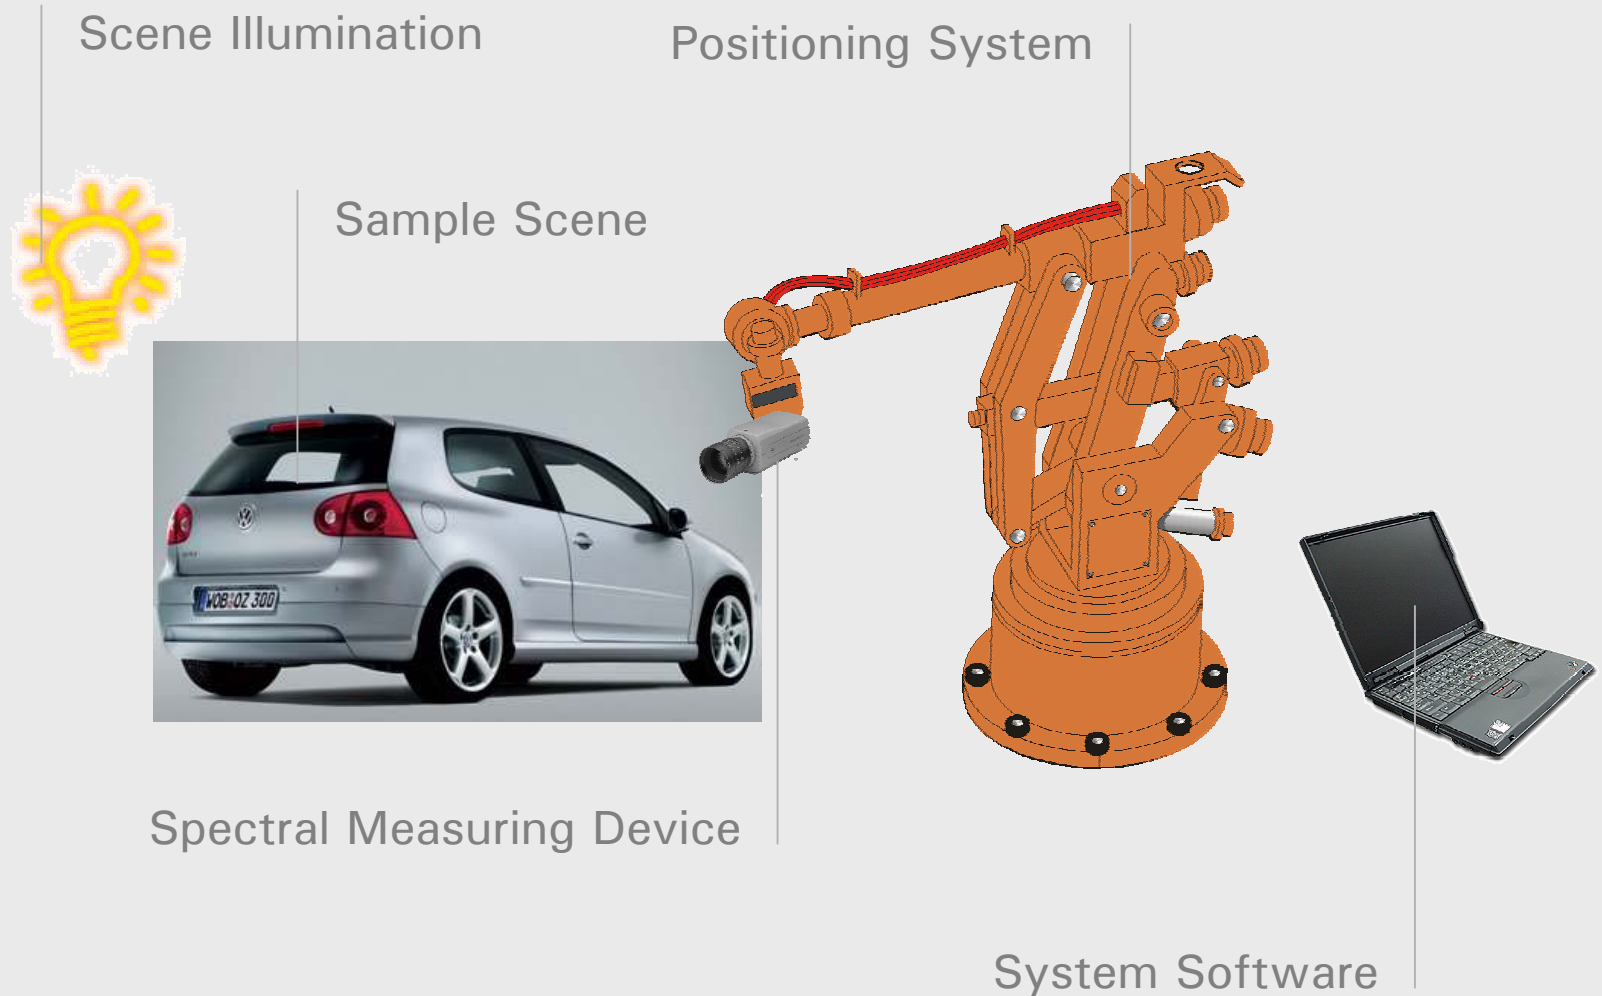 Scene Illumination
Positioning System
Sample Scene
WOB OZ 300
Spectral Measuring Device
System Software